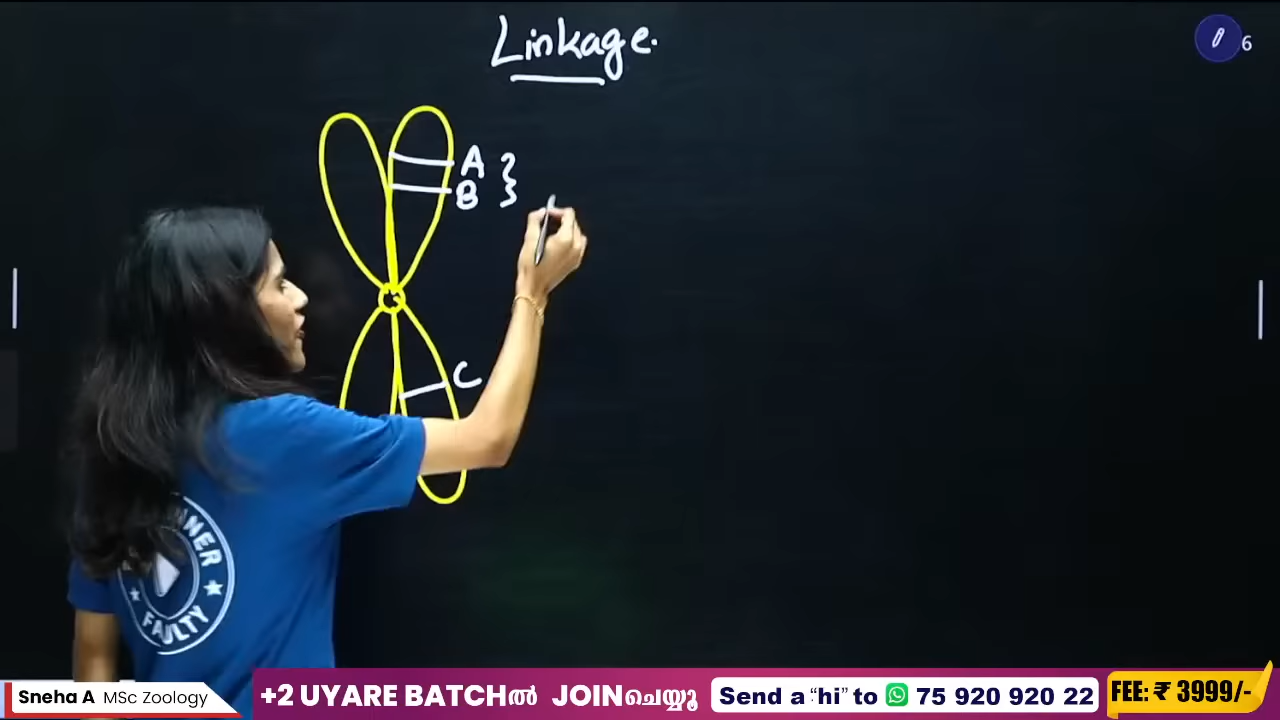 Linkage.
6
A
B
C
NNER
FAULTY
Sneha A MSc Zoology
+2 UYARE BATCHൽ JOINചെയ്യൂ
Send a “hi” to 75 920 920 22
FEE: ₹ 3999/-